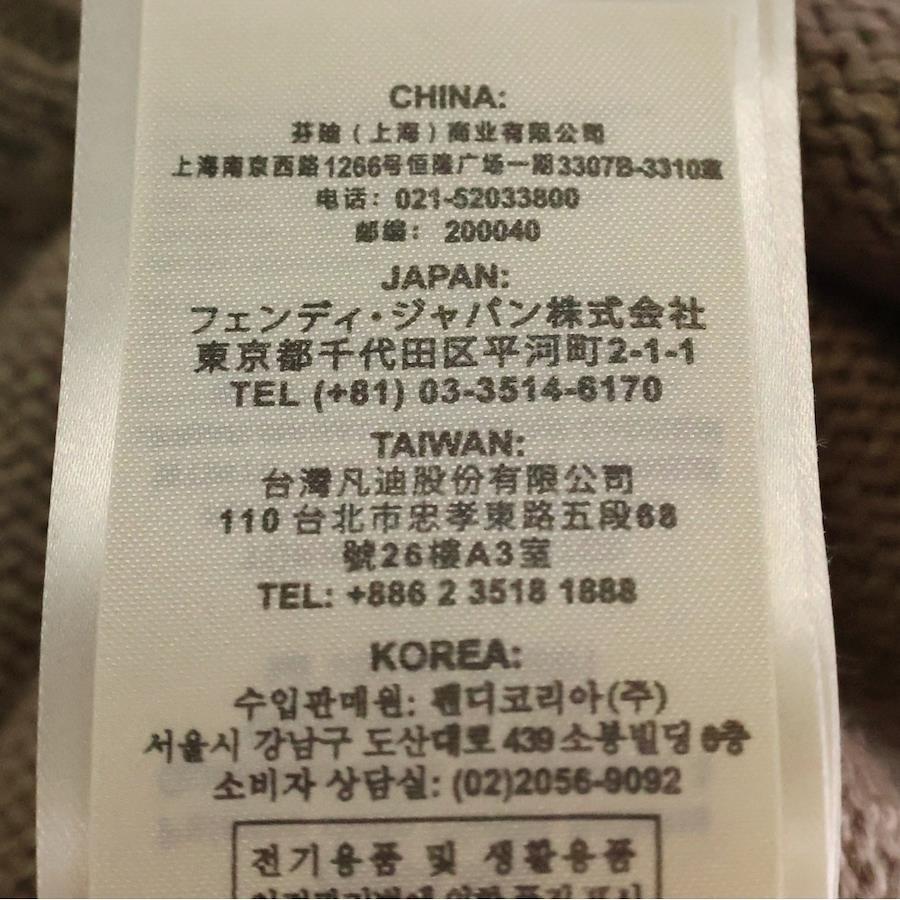 CHINA:
芬迪（上海）商业有限公司
上海南京西路1266号恒隆广场一期3307B-3310室
电话：021-52033800
邮编：200040
JAPAN:
フェンディ・ジャパン株式会社
東京都千代田区平河町2-1-1
TEL (+81) 03-3514-6170
TAIWAN:
台灣凡迪股份有限公司
110 台北市忠孝東路五段68
號26樓A3室
TEL: +886 2 3518 1888
KOREA:
수입판매원: 펜디코리아(주)
서울시 강남구 도산대로 439 소봉빌딩 6층
소비자 상담실: (02)2056-9092
전기용품 및 생활용품